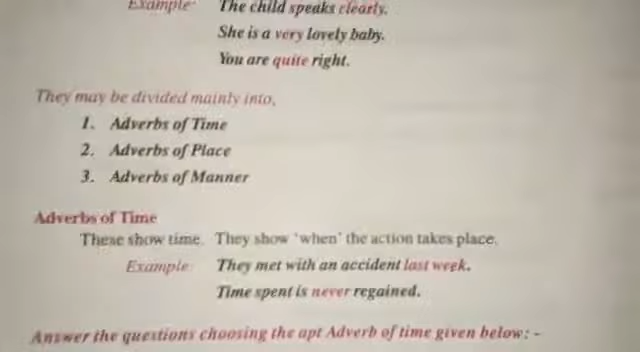 Example: The child speaks clearly.
She is a very lovely baby.
You are quite right.
They may be divided mainly into,
1. Adverbs of Time
2. Adverbs of Place
3. Adverbs of Manner
Adverbs of Time
These show time. They show 'when' the action takes place.
Example: They met with an accident last week.
Time spent is never regained.
Answer the questions choosing the apt Adverb of time given below: -